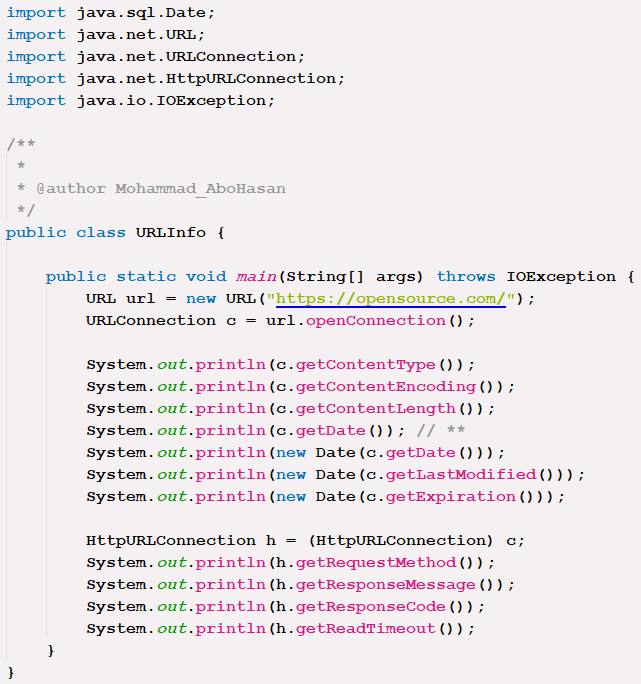 import java.sql.Date;
import java.net.URL;
import java.net.URLConnection;
import java.net.HttpURLConnection;
import java.io.IOException;

/**
 *
 * @author Mohammad_AboHasan
 */
public class URLInfo {

    public static void main(String[] args) throws IOException {
        URL url = new URL("https://opensource.com/");
        URLConnection c = url.openConnection();

        System.out.println(c.getContentType());
        System.out.println(c.getContentEncoding());
        System.out.println(c.getContentLength());
        System.out.println(c.getDate()); // **
        System.out.println(new Date(c.getDate()));
        System.out.println(new Date(c.getLastModified()));
        System.out.println(new Date(c.getExpiration()));

        HttpURLConnection h = (HttpURLConnection) c;
        System.out.println(h.getRequestMethod());
        System.out.println(h.getResponseMessage());
        System.out.println(h.getResponseCode());
        System.out.println(h.getReadTimeout());
    }
}